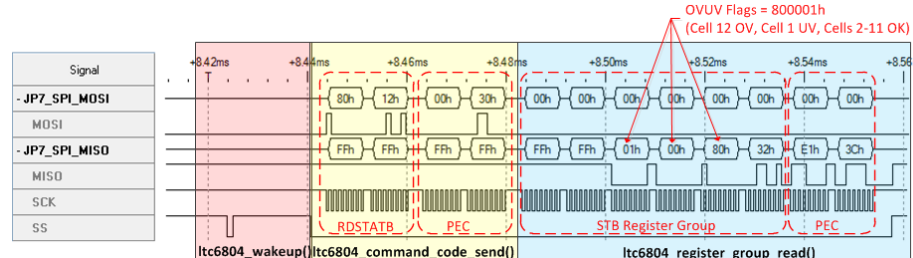 OVUV Flags = 800001h
(Cell 12 OV, Cell 1 UV, Cells 2-11 OK)
Signal
+8.42ms +8.44ms +8.46ms +8.48ms +8.50ms +8.52ms +8.54ms +8.56
- JP7_SPI_MOSI 80h 12h 00h 30h 00h 00h 00h 00h 00h 00h 00h 00h
MOSI
- JP7_SPI_MISO FFh FFh FFh FFh FFh FFh 01h 00h 80h 32h E1h 3Ch
MISO
SCK
SS RDSTATB PEC STB Register Group PEC
ltc6804_wakeup() ltc6804_command_code_send() ltc6804_register_group_read()